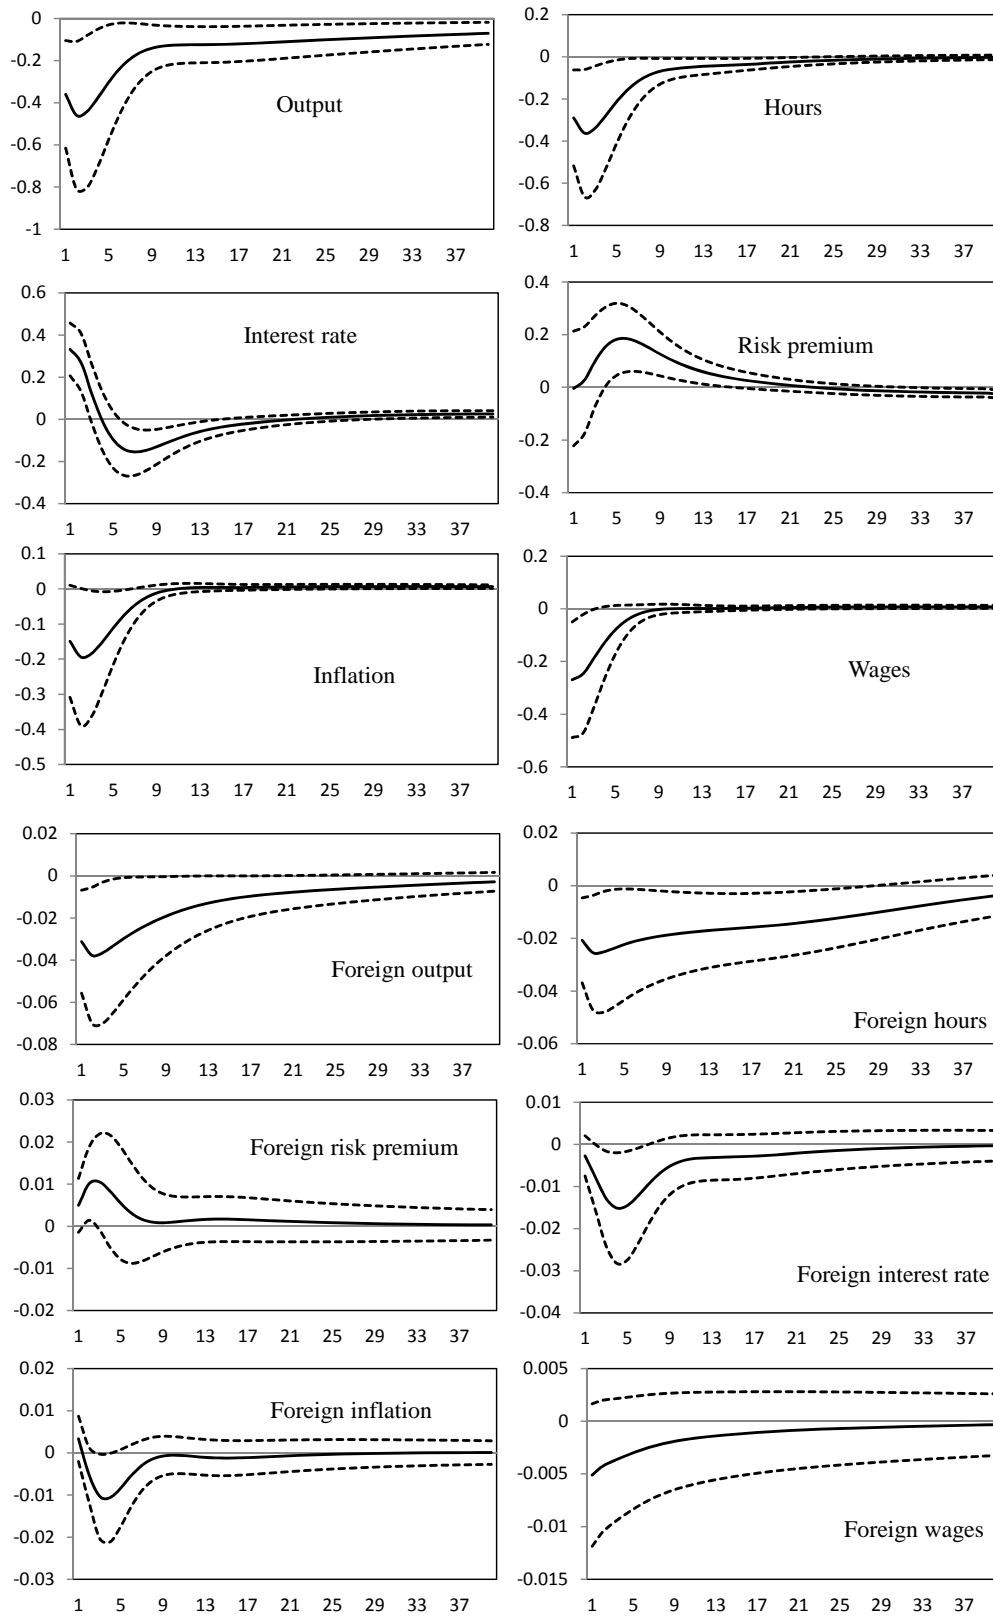 0
-0.2
-0.4
-0.6
-0.8
-1
Output
1 5 9 13 17 21 25 29 33 37
0.2
0
-0.2
-0.4
-0.6
-0.8
Hours
1 5 9 13 17 21 25 29 33 37
0.6
0.4
0.2
0
-0.2
-0.4
Interest rate
1 5 9 13 17 21 25 29 33 37
0.4
0.2
0
-0.2
-0.4
Risk premium
1 5 9 13 17 21 25 29 33 37
0.1
0
-0.1
-0.2
-0.3
-0.4
-0.5
Inflation
1 5 9 13 17 21 25 29 33 37
0.2
0
-0.2
-0.4
-0.6
Wages
1 5 9 13 17 21 25 29 33 37
0.02
0
-0.02
-0.04
-0.06
-0.08
Foreign output
1 5 9 13 17 21 25 29 33 37
0.02
0
-0.02
-0.04
-0.06
Foreign hours
1 5 9 13 17 21 25 29 33 37
0.03
0.02
0.01
0
-0.01
-0.02
Foreign risk premium
1 5 9 13 17 21 25 29 33 37
0.01
0
-0.01
-0.02
-0.03
-0.04
Foreign interest rate
1 5 9 13 17 21 25 29 33 37
0.02
0.01
0
-0.01
-0.02
-0.03
Foreign inflation
1 5 9 13 17 21 25 29 33 37
0.005
0
-0.005
-0.01
-0.015
Foreign wages
1 5 9 13 17 21 25 29 33 37